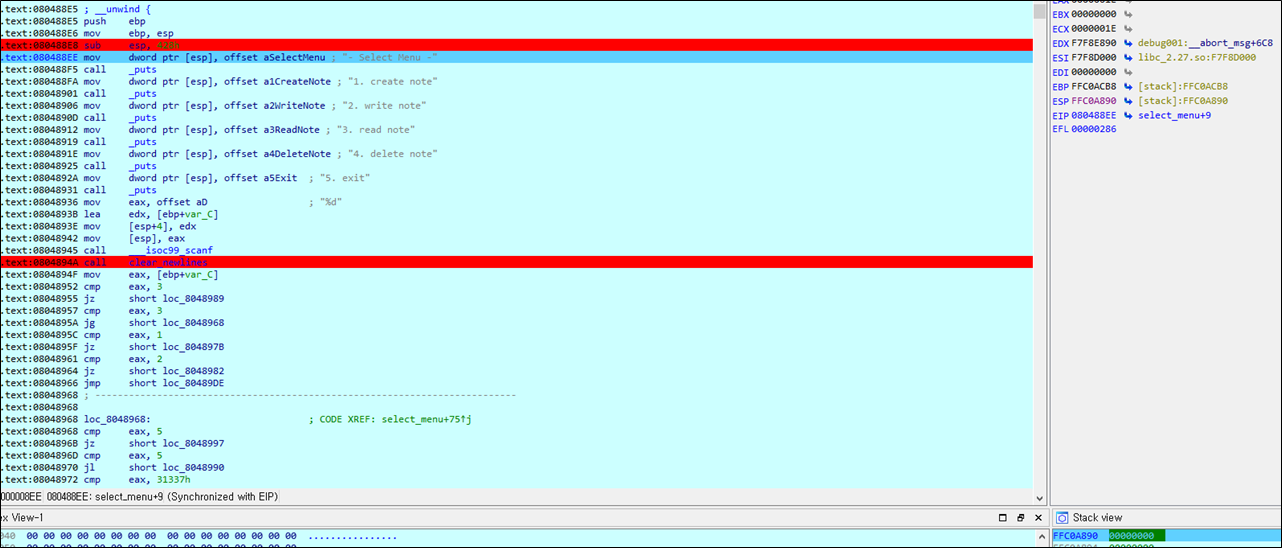 .text:080488E5 ; __unwind {
.text:080488E5 push ebp
.text:080488E6 mov ebp, esp
.text:080488E8 sub esp, 428h
.text:080488EE mov dword ptr [esp], offset aSelectMenu ; "- Select Menu -"
.text:080488F5 call _puts
.text:080488FA mov dword ptr [esp], offset a1CreateNote ; "1. create note"
.text:08048901 call _puts
.text:08048906 mov dword ptr [esp], offset a2WriteNote ; "2. write note"
.text:0804890D call _puts
.text:08048912 mov dword ptr [esp], offset a3ReadNote ; "3. read note"
.text:08048919 call _puts
.text:0804891E mov dword ptr [esp], offset a4DeleteNote ; "4. delete note"
.text:08048925 call _puts
.text:0804892A mov dword ptr [esp], offset a5Exit ; "5. exit"
.text:08048931 call _puts
.text:08048936 mov eax, offset aD ; "%d"
.text:0804893B lea edx, [ebp+var_C]
.text:0804893E mov [esp+4], edx
.text:08048942 mov [esp], eax
.text:08048945 call ___isoc99_scanf
.text:0804894A call clear_newlines
.text:0804894F mov eax, [ebp+var_C]
.text:08048952 cmp eax, 3
.text:08048955 jz short loc_8048989
.text:08048957 cmp eax, 3
.text:0804895A jg short loc_8048968
.text:0804895C cmp eax, 1
.text:0804895F jz short loc_804897B
.text:08048961 cmp eax, 2
.text:08048964 jz short loc_8048982
.text:08048966 jmp short loc_80489DE
.text:08048968 ; ---------------------------------------------------------------------------
.text:08048968
.text:08048968 loc_8048968: ; CODE XREF: select_menu+75↑j
.text:08048968 cmp eax, 5
.text:0804896B jz short loc_8048997
.text:0804896D cmp eax, 5
.text:08048970 jl short loc_8048990
.text:08048972 cmp eax, 31337h
000008EE 080488EE: select_menu+9 (Synchronized with EIP)
ex View-1
040 00 00 00 00 00 00 00 00 00 00 00 00 00 00 00 00 ................
EBX 00000000
ECX 0000001E
EDX F7F8E890 debug001:__abort_msg+6C8
ESI F7F8D000 libc_2.27.so:F7F8D000
EDI 00000000
EBP FFC0ACB8 [stack]:FFC0ACB8
ESP FFC0A890 [stack]:FFC0A890
EIP 080488EE select_menu+9
EFL 00000286
Stack view
FFC0A890 00000000